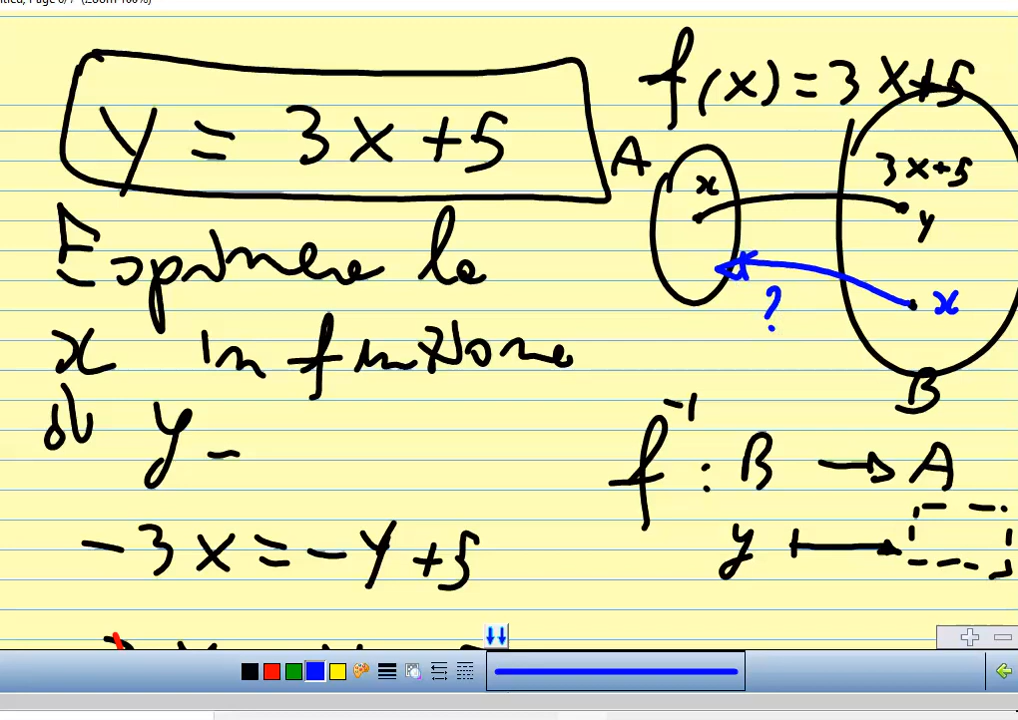 y = 3x+5
Esprimere la
x in funzione
di y
-3x = -y+5
f(x) = 3x+5
A
x
3x+5
y
?
x
B
f⁻¹ : B → A
y ↦